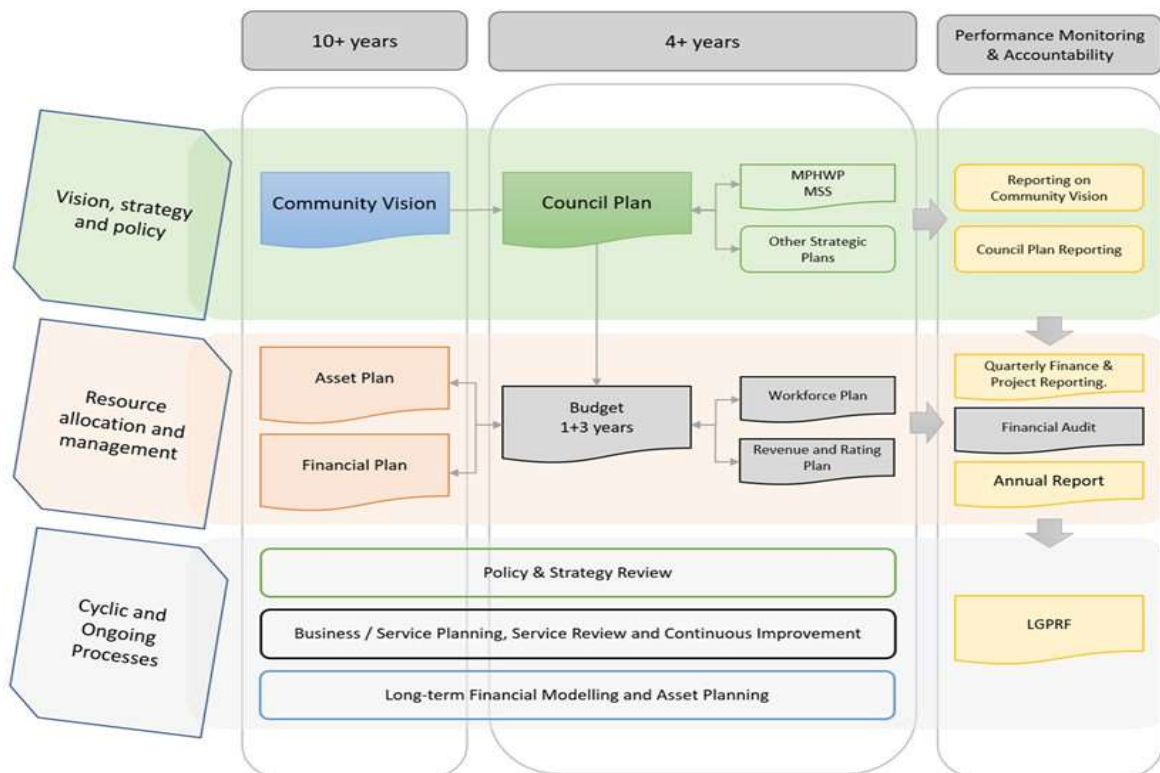 10+ years
4+ years
Performance Monitoring
& Accountability
Vision, strategy
and policy
Community Vision
Council Plan
MPHWP
MSS
Other Strategic
Plans
Reporting on
Community Vision
Council Plan Reporting
Resource
allocation and
management
Asset Plan
Financial Plan
Budget
1+3 years
Workforce Plan
Revenue and Rating
Plan
Quarterly Finance &
Project Reporting.
Financial Audit
Annual Report
Cyclic and
Ongoing
Processes
Policy & Strategy Review
Business / Service Planning, Service Review and Continuous Improvement
Long-term Financial Modelling and Asset Planning
LGPRF